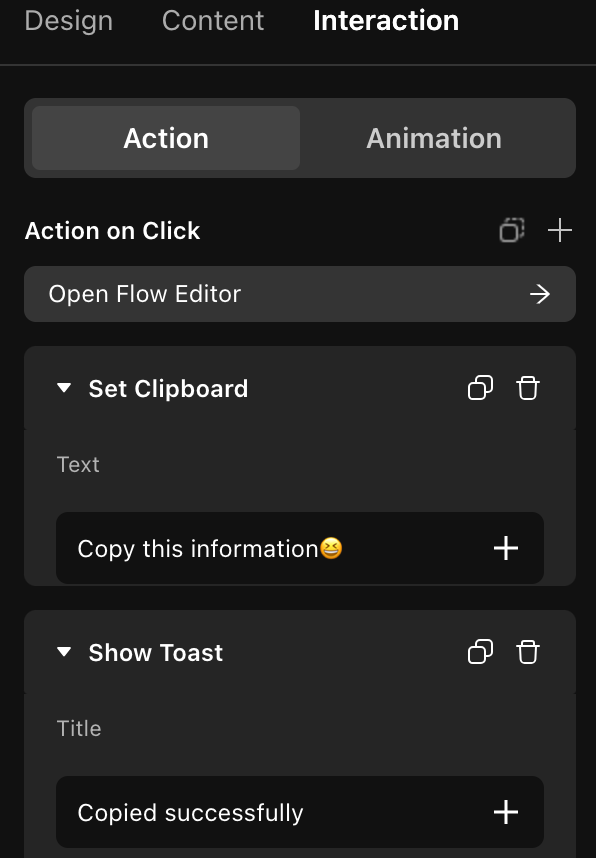 Design Content Interaction
Action Animation
Action on Click
Open Flow Editor
Set Clipboard
Text
Copy this information😆
Show Toast
Title
Copied successfully